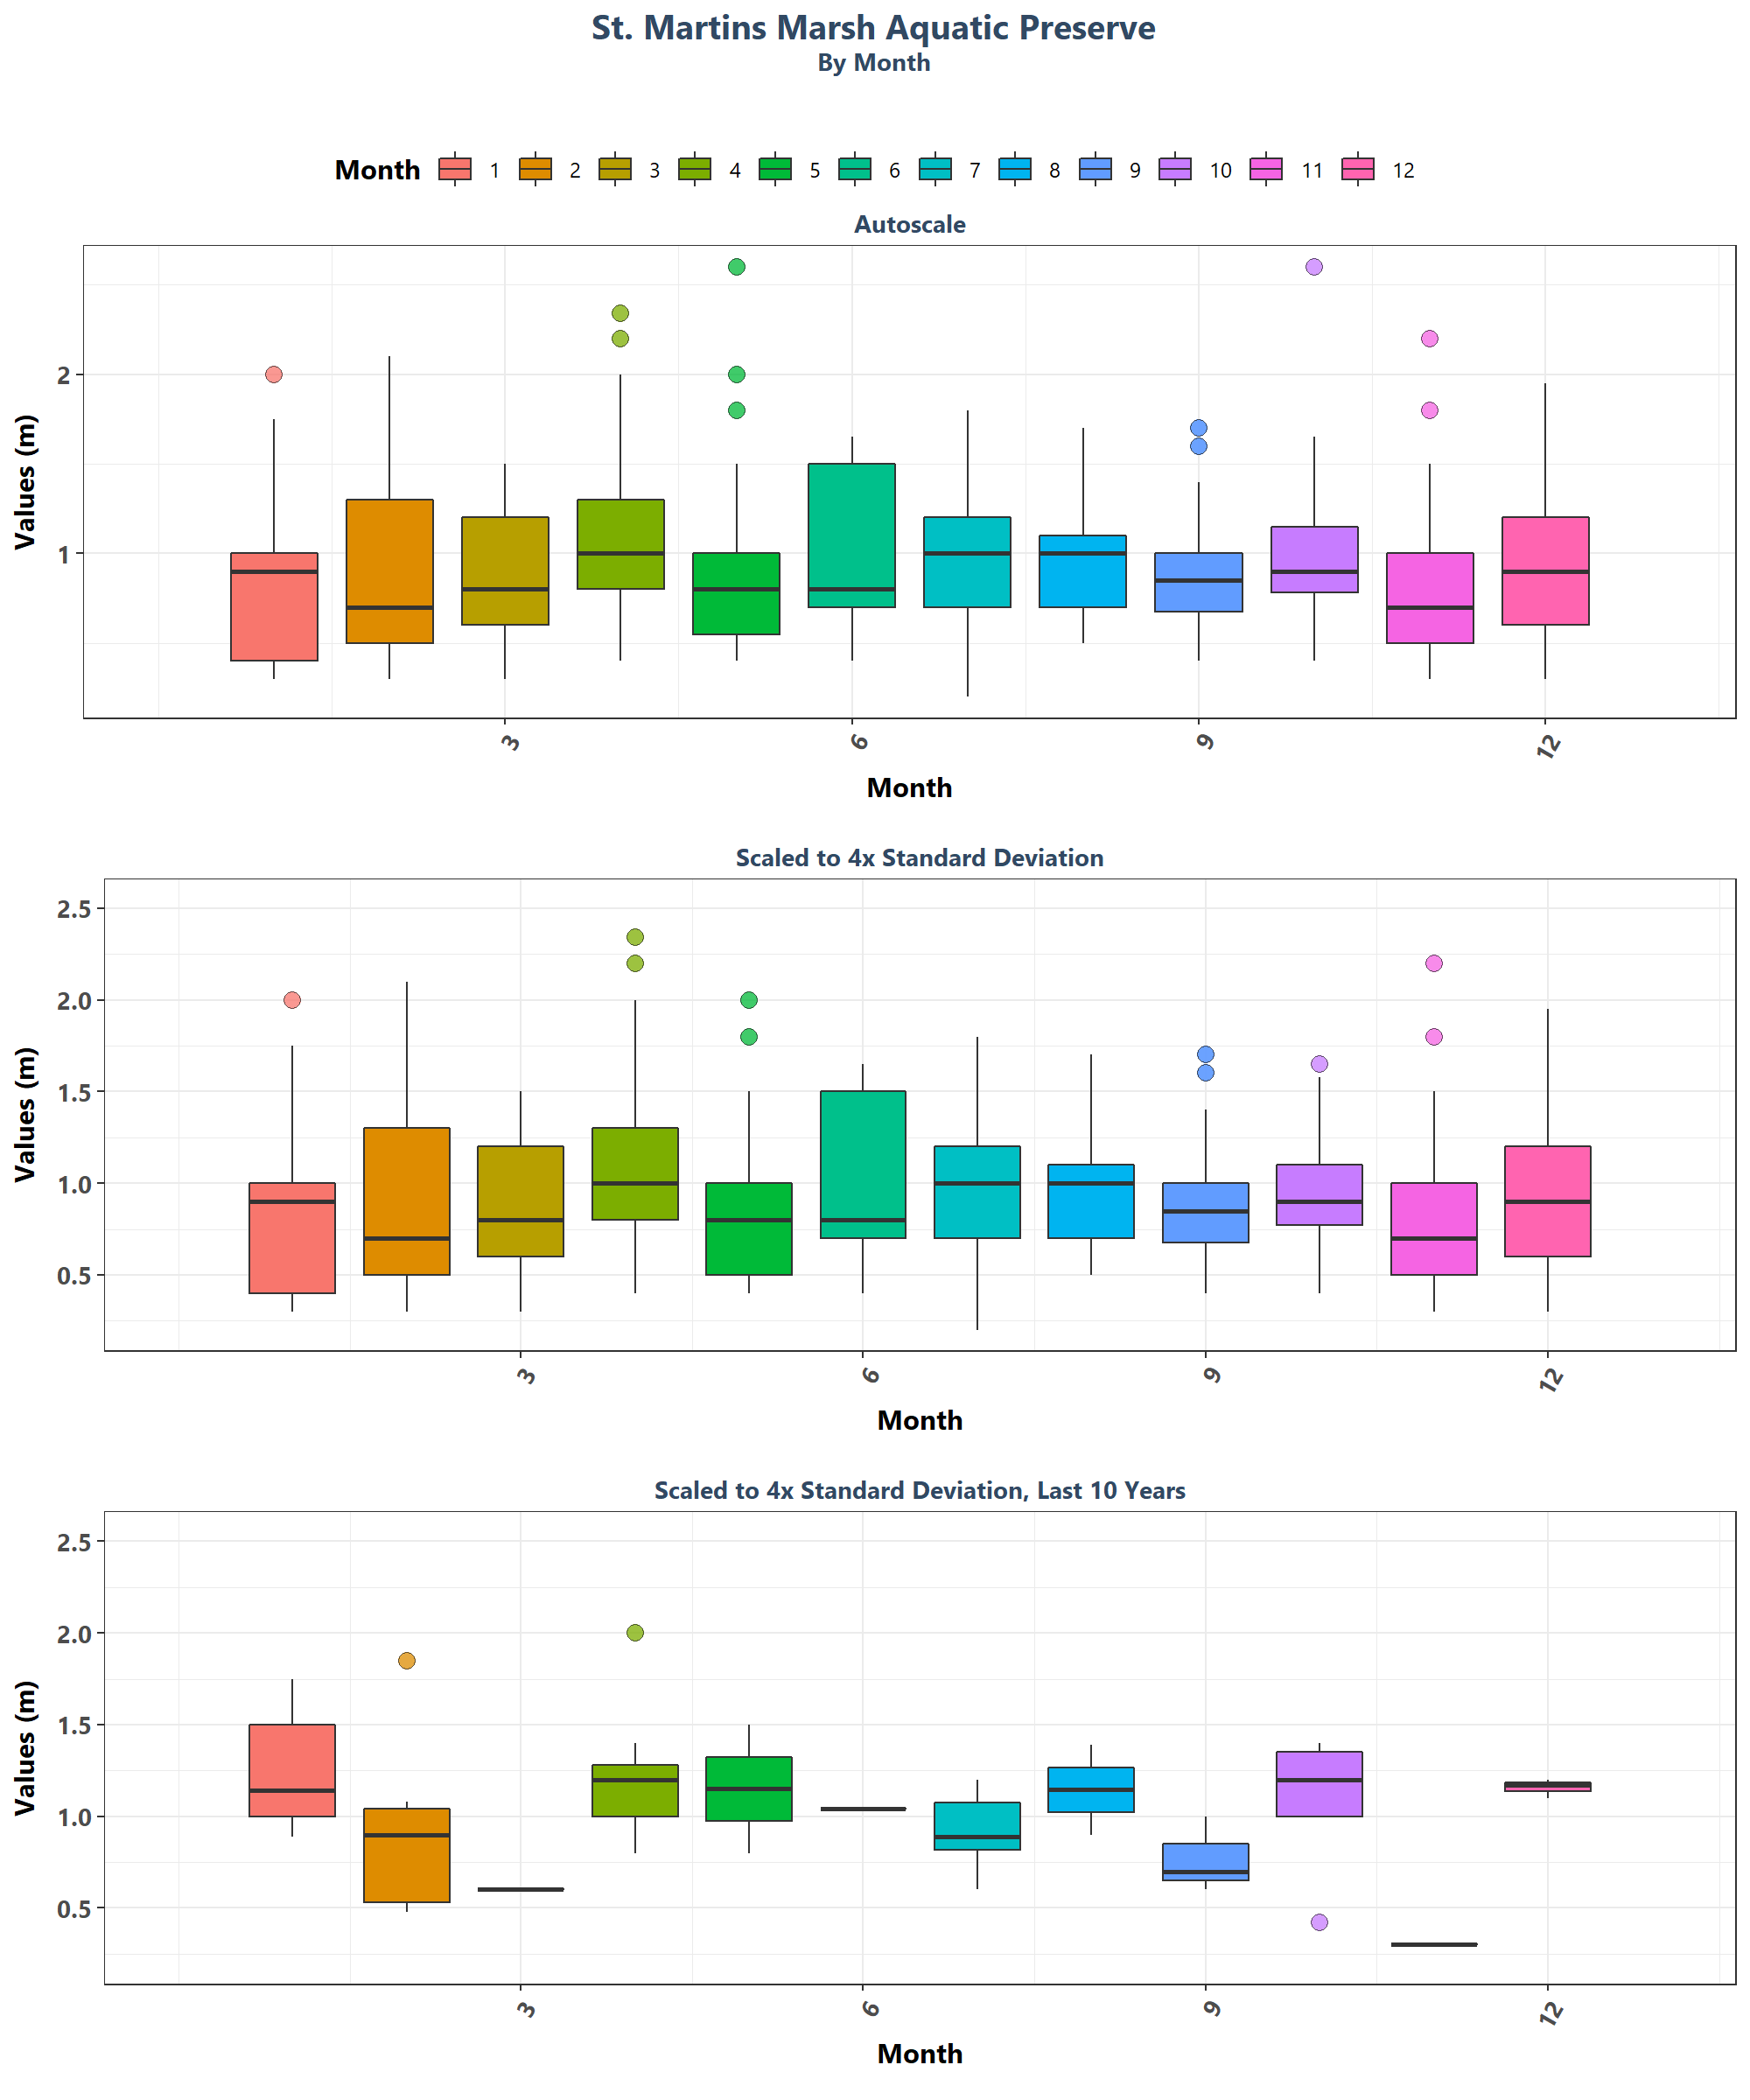 St. Martins Marsh Aquatic Preserve
By Month
Month 1 2 3 4 5 6 7 8 9 10 11 12
Autoscale
Values (m)
2
1
3 6 9 12
Month
Scaled to 4x Standard Deviation
Values (m)
2.5
2.0
1.5
1.0
0.5
3 6 9 12
Month
Scaled to 4x Standard Deviation, Last 10 Years
Values (m)
2.5
2.0
1.5
1.0
0.5
3 6 9 12
Month